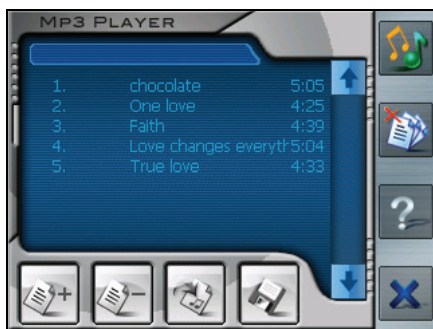 MP3 PLAYER
1. chocolate 5:05
2. One love 4:25
3. Faith 4:39
4. Love changes everyth 5:04
5. True love 4:33